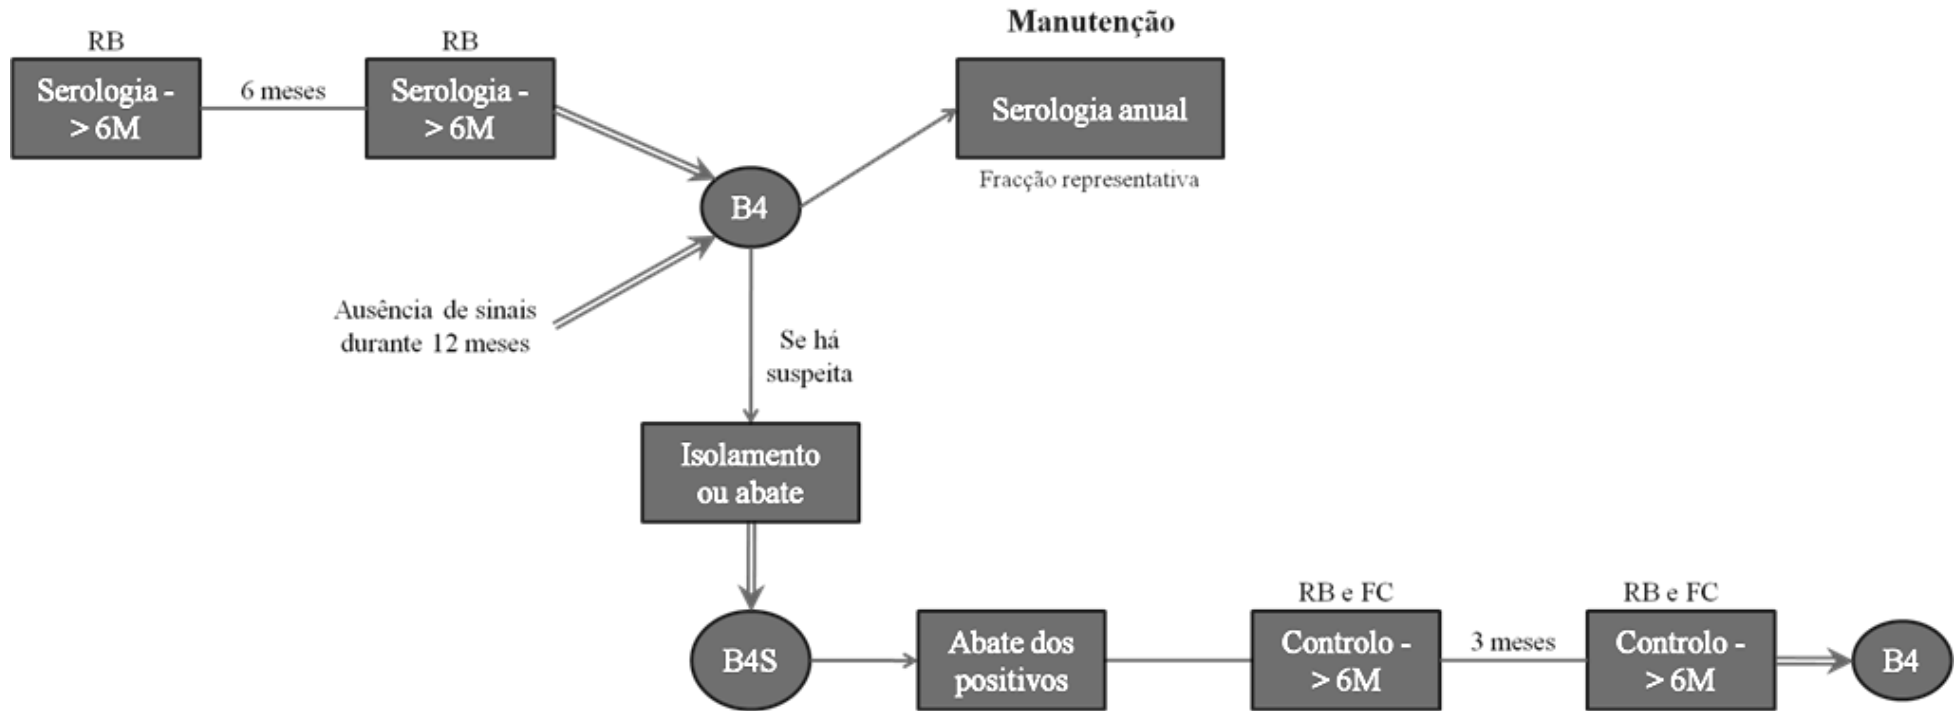 Manutenção
RB
RB
Serologia -
> 6M
6 meses
Serologia -
> 6M
Serologia anual
Fracção representativa
B4
Ausência de sinais
durante 12 meses
Se há
suspeita
Isolamento
ou abate
B4S
Abate dos
positivos
RB e FC
Controlo -
> 6M
3 meses
RB e FC
Controlo -
> 6M
B4